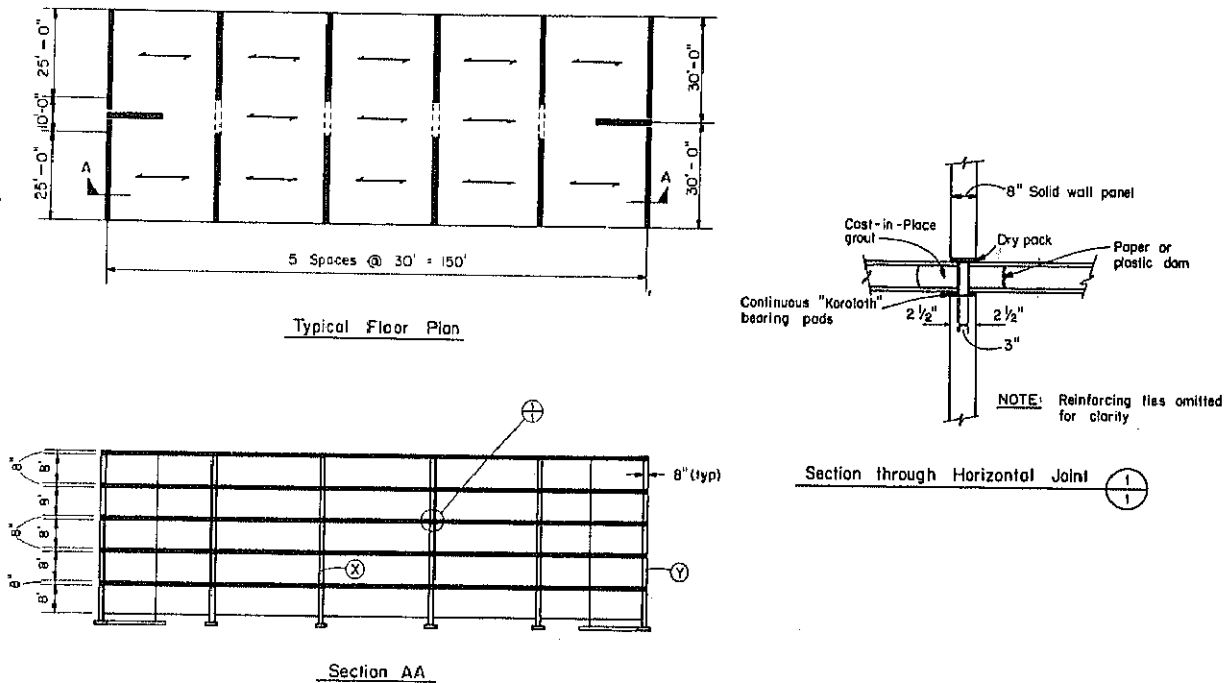 25' - 0"
10'-0"
25' - 0"
A
A
30'-0"
30'-0"
5 Spaces @ 30' = 150'
Typical Floor Plan
8" Solid wall panel
Cast-in-Place
grout
Dry pack
Paper or
plastic dam
Continuous "Koroloth"
bearing pads
2 1/2"
2 1/2"
3"
NOTE: Reinforcing ties omitted
for clarity
Section through Horizontal Joint
1
1
1
1
8"
8'
8'
8"
8'
8'
8"
8'
8" (typ)
X
Y
Section AA